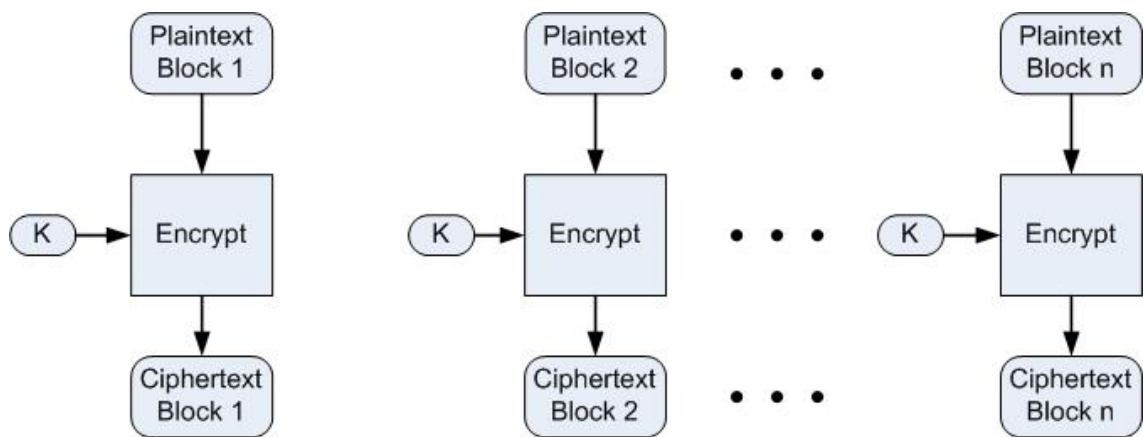 Plaintext
Block 1
Plaintext
Block 2
Plaintext
Block n
K
Encrypt
K
Encrypt
K
Encrypt
Ciphertext
Block 1
Ciphertext
Block 2
Ciphertext
Block n